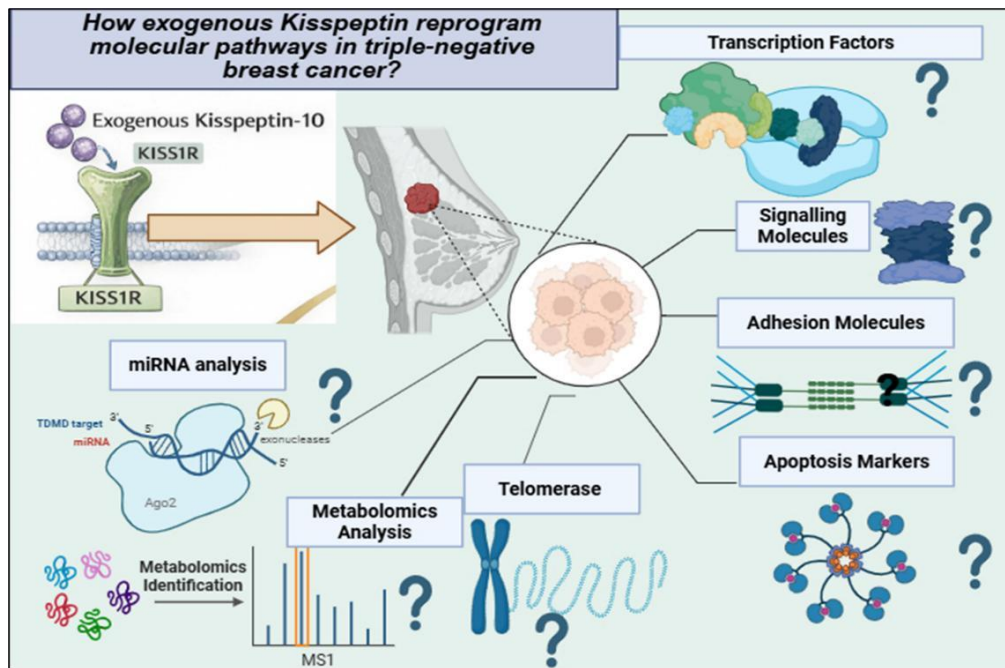 How exogenous Kisspeptin reprogram
molecular pathways in triple-negative
breast cancer?
Exogenous Kisspeptin-10
KISS1R
KISS1R
Transcription Factors
?
Signalling
Molecules
?
Adhesion Molecules
?
?
Apoptosis Markers
?
miRNA analysis
?
3'
5'
3'
TDMD target
miRNA
exonucleases
5'
Ago2
Metabolomics
Identification
Metabolomics
Analysis
?
MS1
Telomerase
?